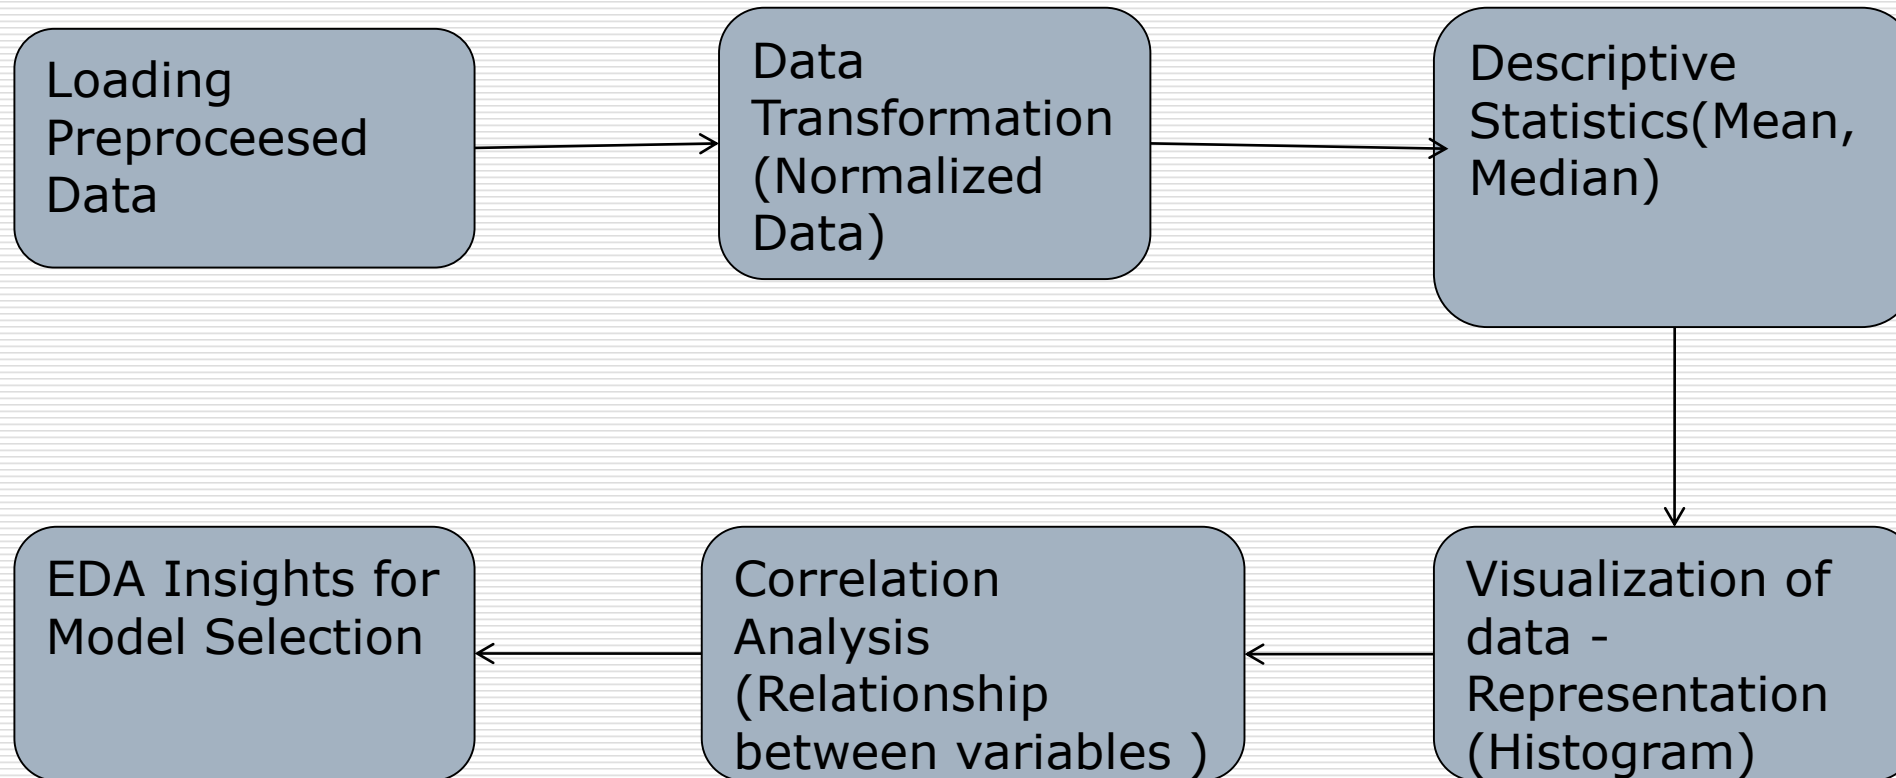 Loading
Preproceesed
Data
Data
Transformation
(Normalized
Data)
Descriptive
Statistics(Mean,
Median)
Visualization of
data -
Representation
(Histogram)
Correlation
Analysis
(Relationship
between variables )
EDA Insights for
Model Selection